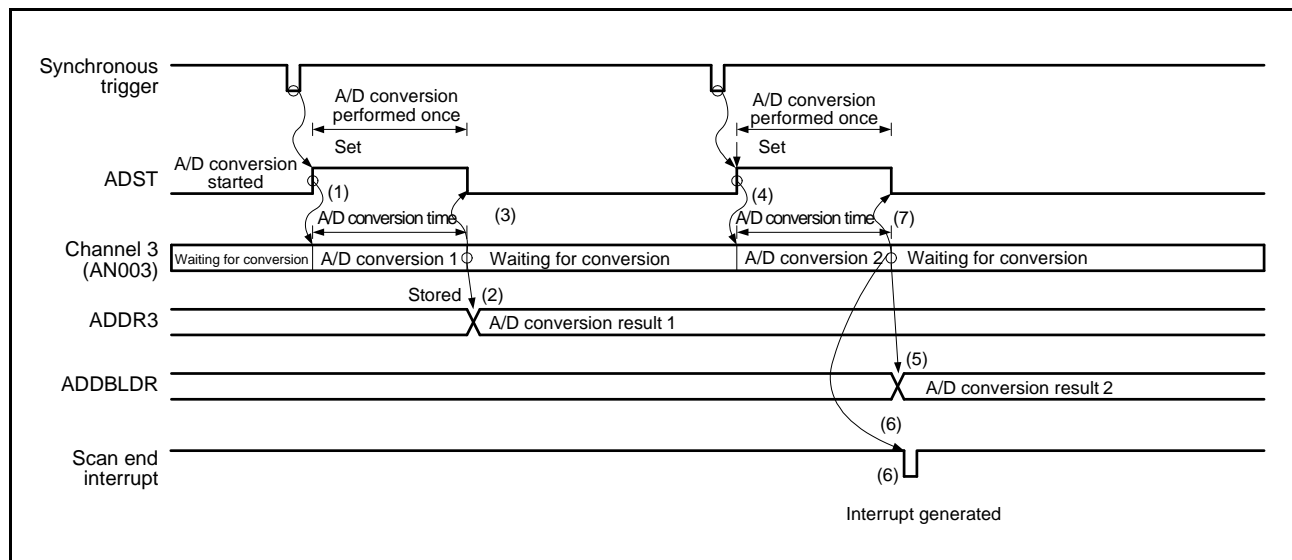 Synchronous
trigger
A/D conversion
performed once
A/D conversion
performed once
Set
Set
A/D conversion
started
ADST
(1)
(4)
(3)
(7)
A/D conversion time
A/D conversion time
Channel 3
(AN003)
Waiting for conversion
A/D conversion 1
Waiting for conversion
A/D conversion 2
Waiting for conversion
Stored
(2)
ADDR3
A/D conversion result 1
(5)
ADDBLDR
A/D conversion result 2
(6)
Scan end
interrupt
(6)
Interrupt generated